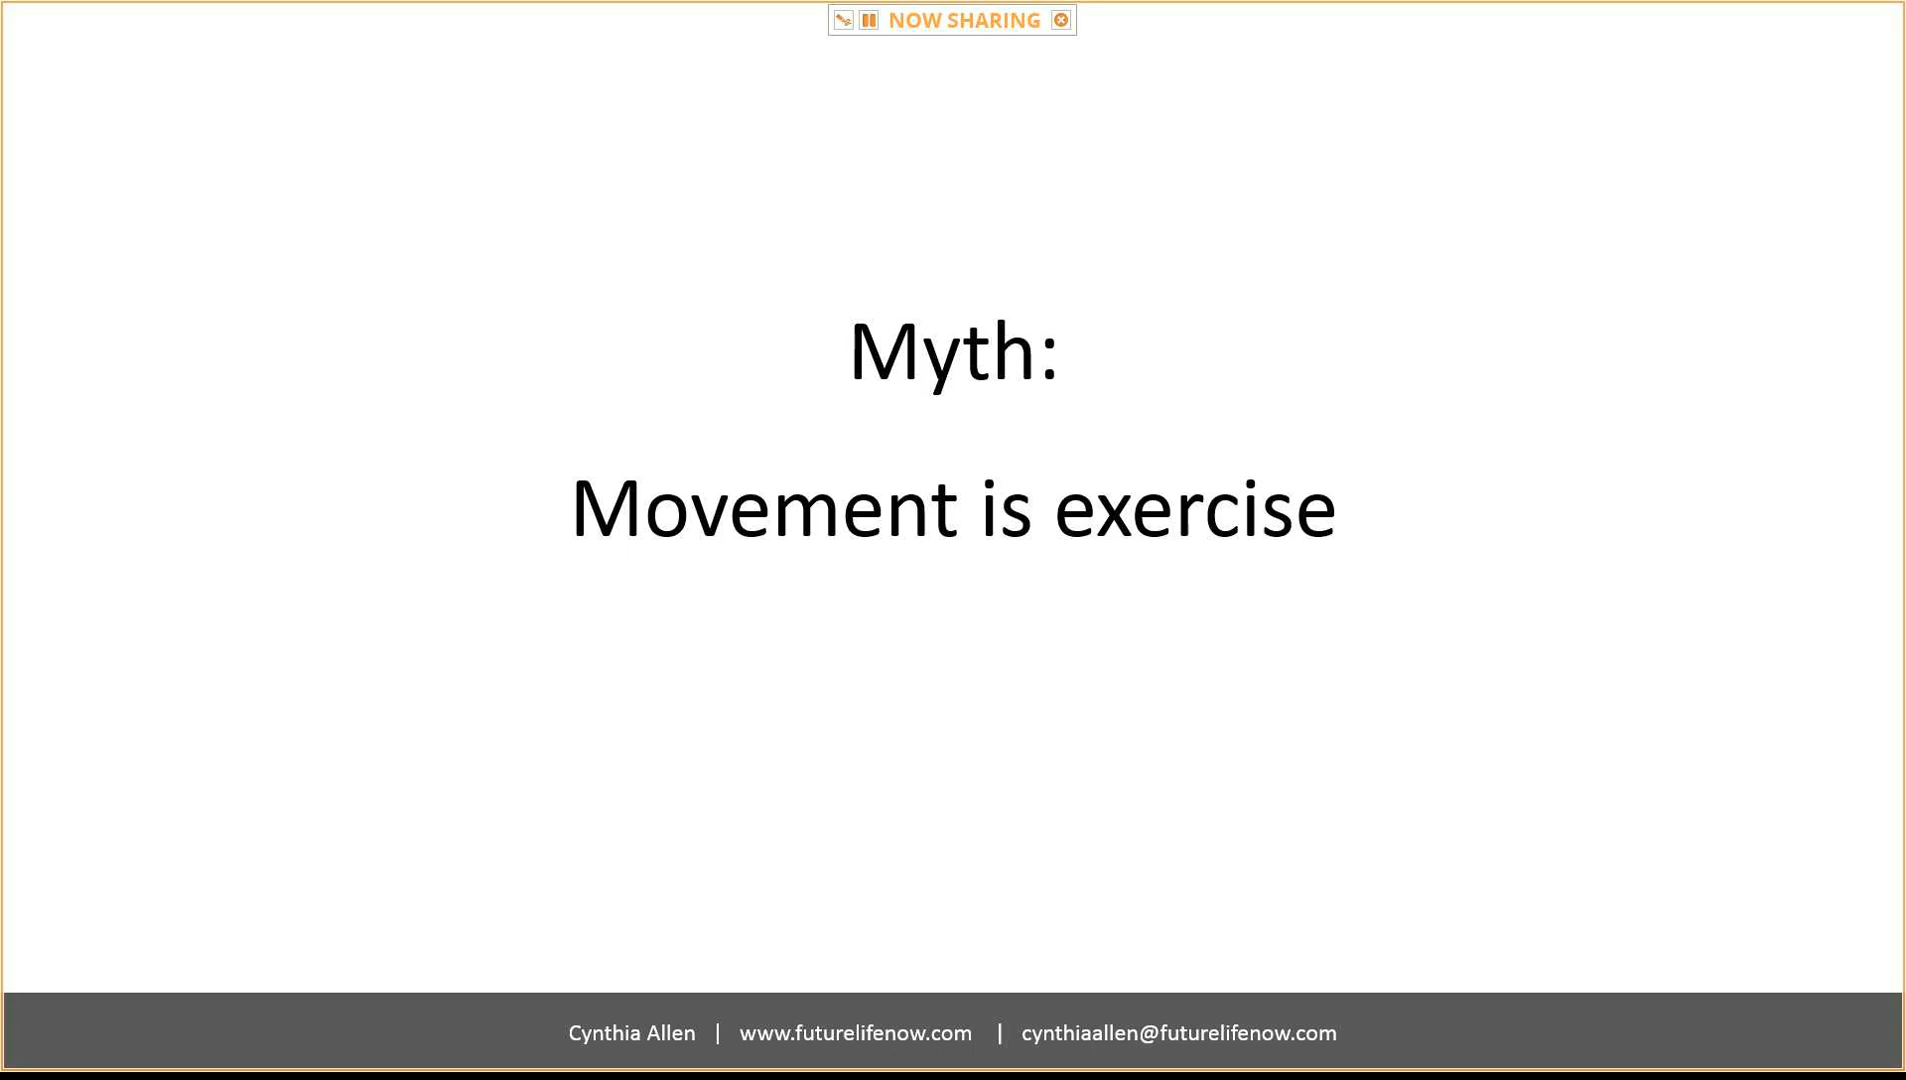 NOW SHARING
Myth:
Movement is exercise
Cynthia Allen | www.futurelifenow.com | cynthiaallen@futurelifenow.com